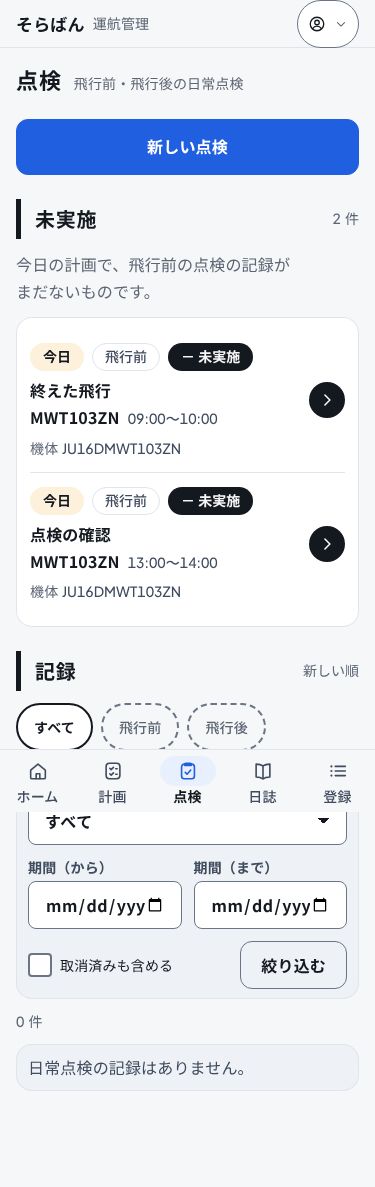 そらばん 運航管理
点検 飛行前・飛行後の日常点検
新しい点検
未実施 2 件
今日の計画で、飛行前の点検の記録が
まだないものです。
今日 飛行前 － 未実施
終えた飛行
MWT103ZN 09:00〜10:00
機体 JU16DMWT103ZN
今日 飛行前 － 未実施
点検の確認
MWT103ZN 13:00〜14:00
機体 JU16DMWT103ZN
記録 新しい順
すべて 飛行前 飛行後
ホーム 計画 点検 日誌 登録
すべて
期間（から） 期間（まで）
mm/dd/yyy mm/dd/yyy
取消済みも含める 絞り込む
0 件
日常点検の記録はありません。